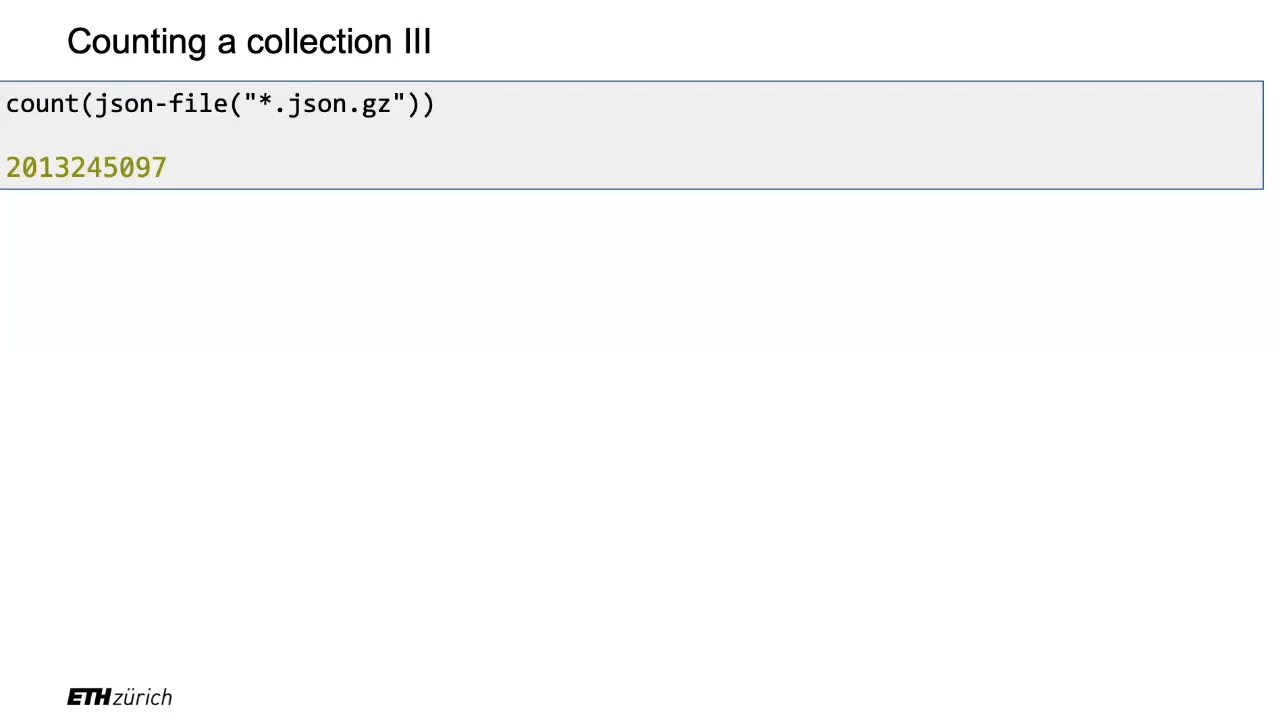 Counting a collection III
count(json-file("*.json.gz"))
2013245097
ETH zürich